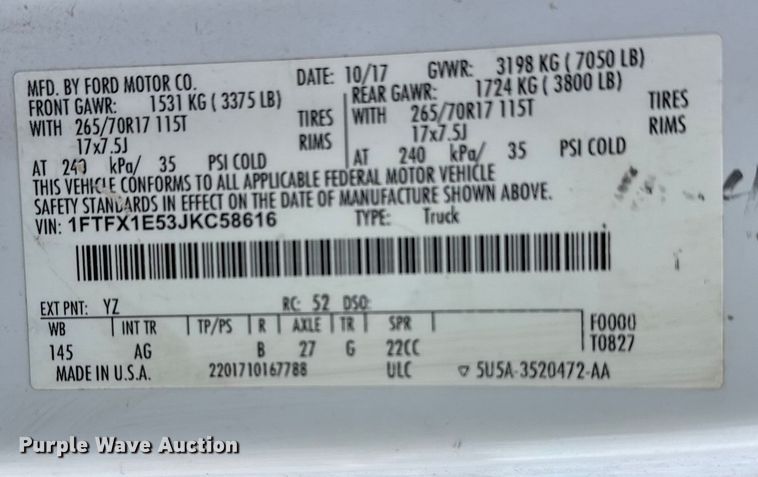 MFD. BY FORD MOTOR CO. DATE: 10/17 GVWR: 3198 KG ( 7050 LB)
FRONT GAWR: 1531 KG ( 3375 LB) REAR GAWR: 1724 KG ( 3800 LB)
WITH 265/70R17 115T TIRES WITH 265/70R17 115T TIRES
17x7.5J RIMS 17x7.5J RIMS
AT 240 kPa/ 35 PSI COLD AT 240 kPa/ 35 PSI COLD
THIS VEHICLE CONFORMS TO ALL APPLICABLE FEDERAL MOTOR VEHICLE
SAFETY STANDARDS IN EFFECT ON THE DATE OF MANUFACTURE SHOWN ABOVE.
VIN: 1FTFX1E53JKC58616 TYPE: Truck
EXT PNT: YZ RC: 52 DSO:
WB INT TR TP/PS R AXLE TR SPR F0000
145 AG B 27 G 22CC T0827
MADE IN U.S.A. 2201710167788 ULC 5U5A-3520472-AA
Purple Wave Auction